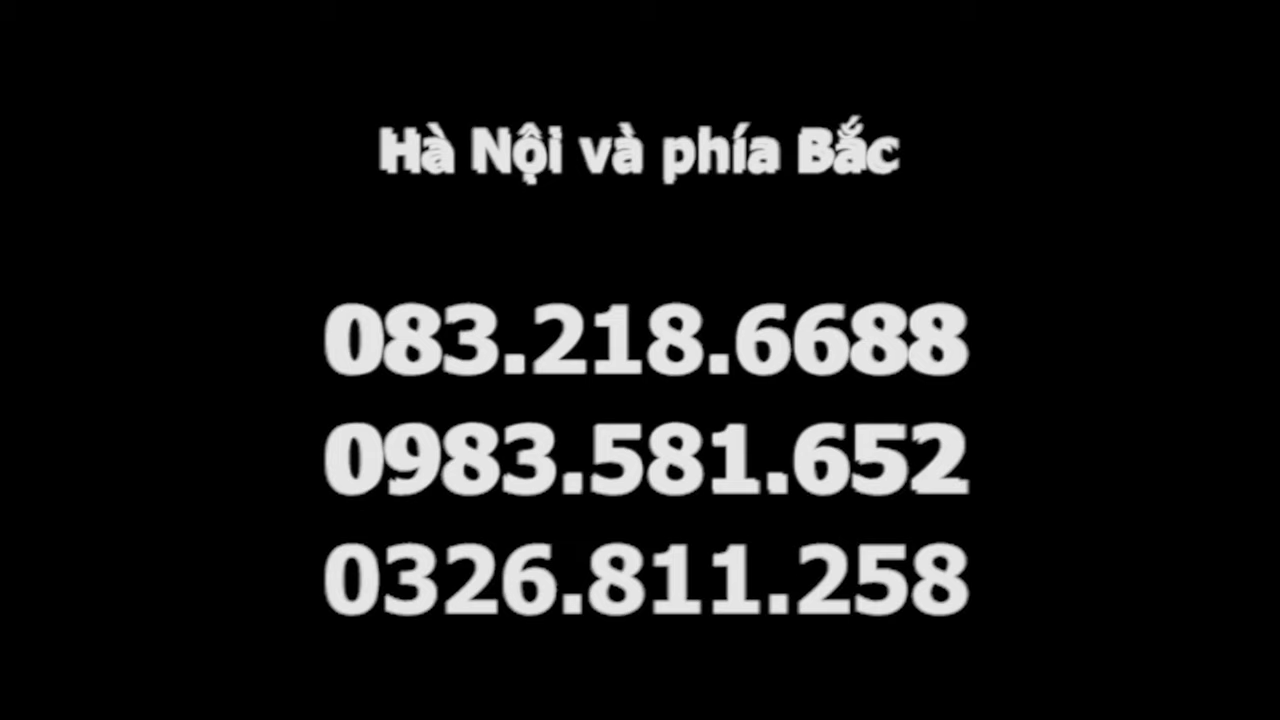 Hà Nội và phía Bắc
083.218.6688
0983.581.652
0326.811.258